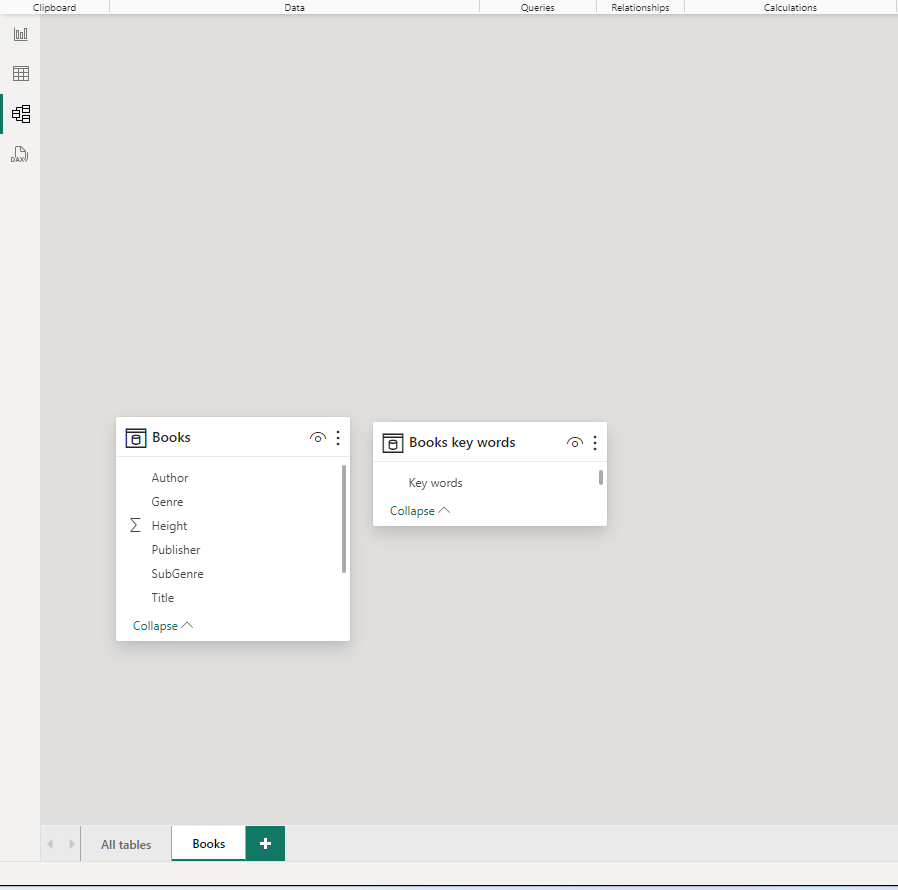 Clipboard
Data
Queries
Relationships
Calculations
DAX
Books
Author
Genre
Height
Publisher
SubGenre
Title
Collapse
Books key words
Key words
Collapse
All tables
Books